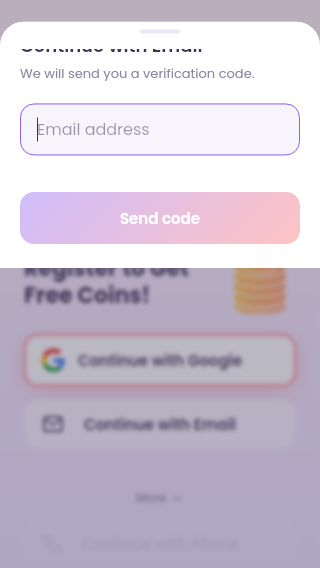 Continue with Email
We will send you a verification code.
Email address
Send code
Register to Get
Free Coins!
Continue with Google
Continue with Email
More
Continue with Phone